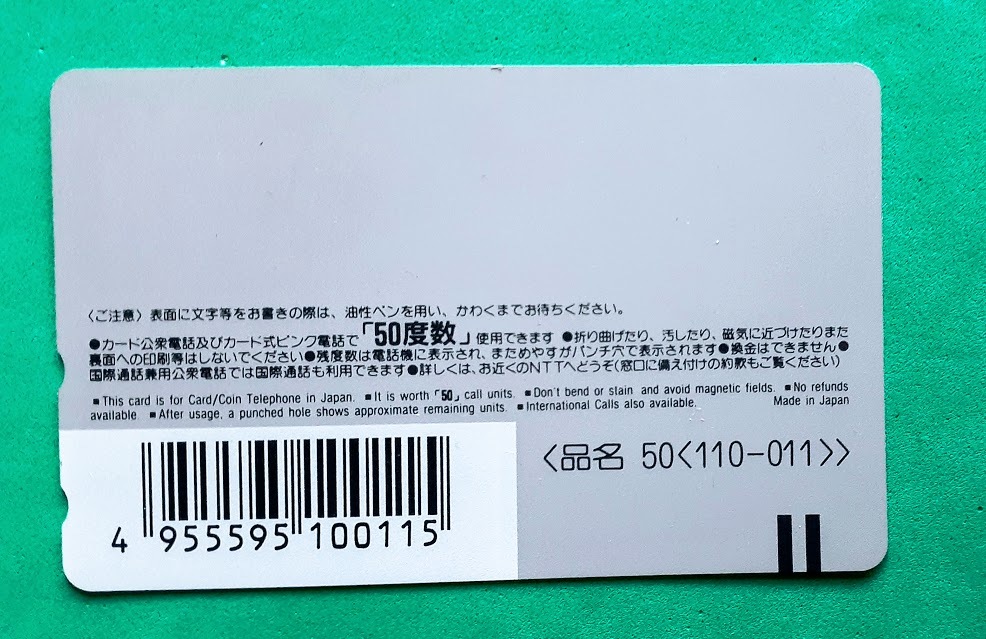 〈ご注意〉表面に文字等をお書きの際は、油性ペンを用い、かわくまでお待ちください。
●カード公衆電話及びカード式ピンク電話で「50度数」使用できます ●折り曲げたり、汚したり、磁気に近づけたりまた
裏面への印刷等はしないでください●残度数は電話機に表示され、まためやすがパンチ穴で表示されます●換金はできません●
国際通話兼用公衆電話では国際通話も利用できます●詳しくは、お近くのNTTへどうぞ(窓口に備え付けの約款もご覧ください)
■This card is for Card/Coin Telephone in Japan. ■It is worth「50」call units. ■Don't bend or stain and avoid magnetic fields. ■No refunds
available. ■After usage, a punched hole shows approximate remaining units. ■International Calls also available. Made in Japan
〈品名 50〈110-011〉〉
4 955595 100115